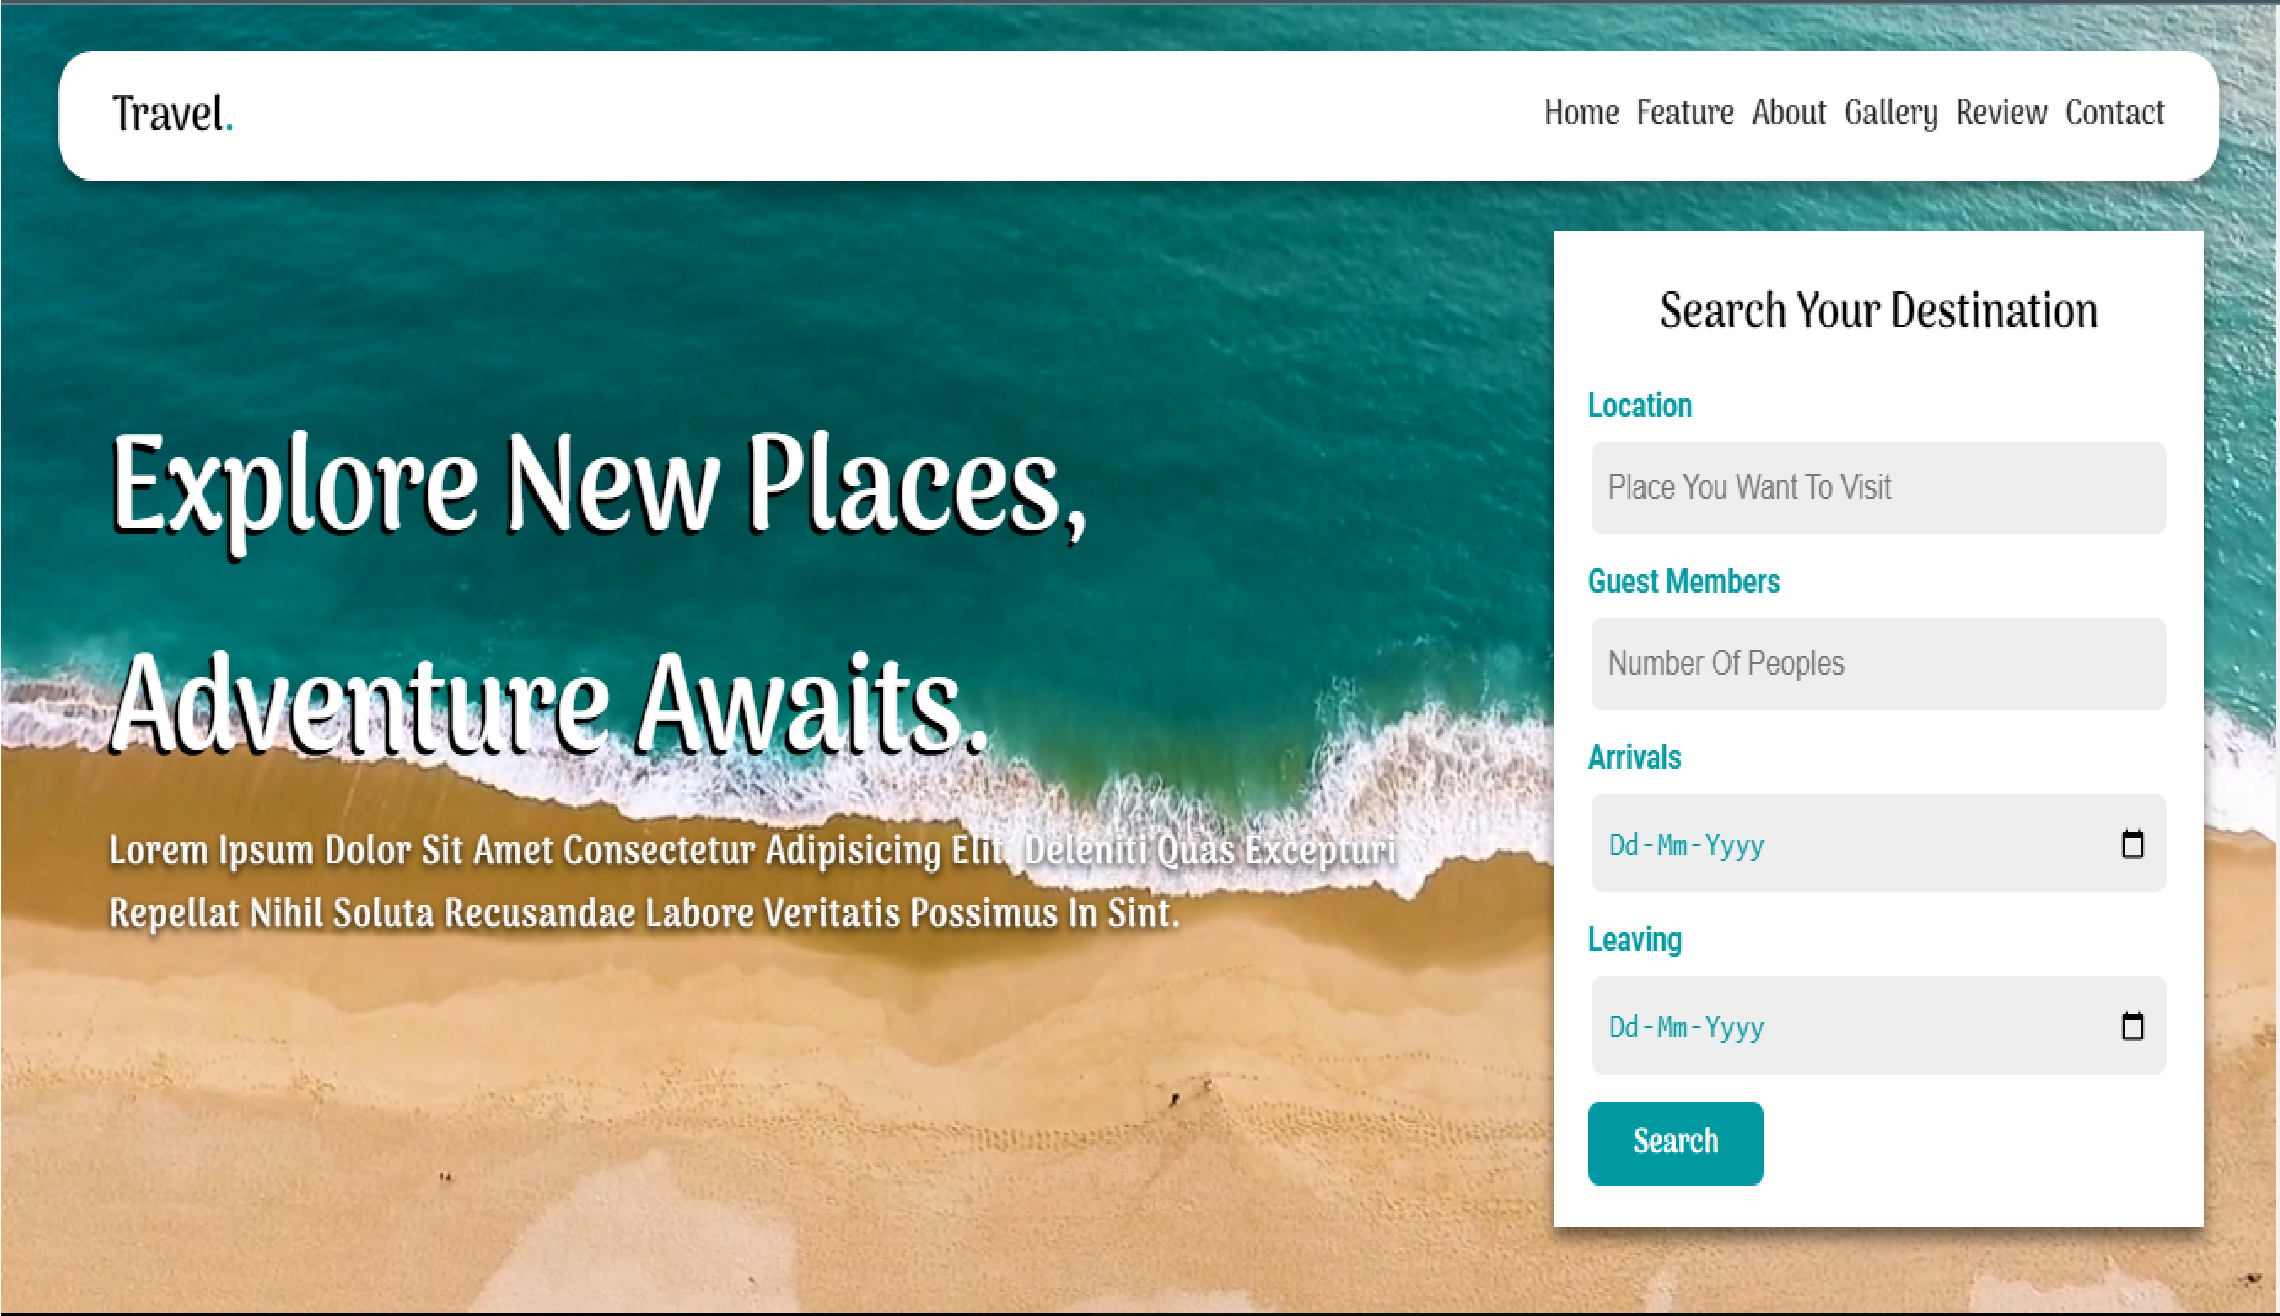 Travel.
Home Feature About Gallery Review Contact
Search Your Destination
Location
Place You Want To Visit
Guest Members
Number Of Peoples
Arrivals
Dd-Mm-Yyyy
Leaving
Dd-Mm-Yyyy
Search
Explore New Places,
Adventure Awaits.
Lorem Ipsum Dolor Sit Amet Consectetur Adipisicing Elit. Deleniti Quas Excepturi
Repellat Nihil Soluta Recusandae Labore Veritatis Possimus In Sint.